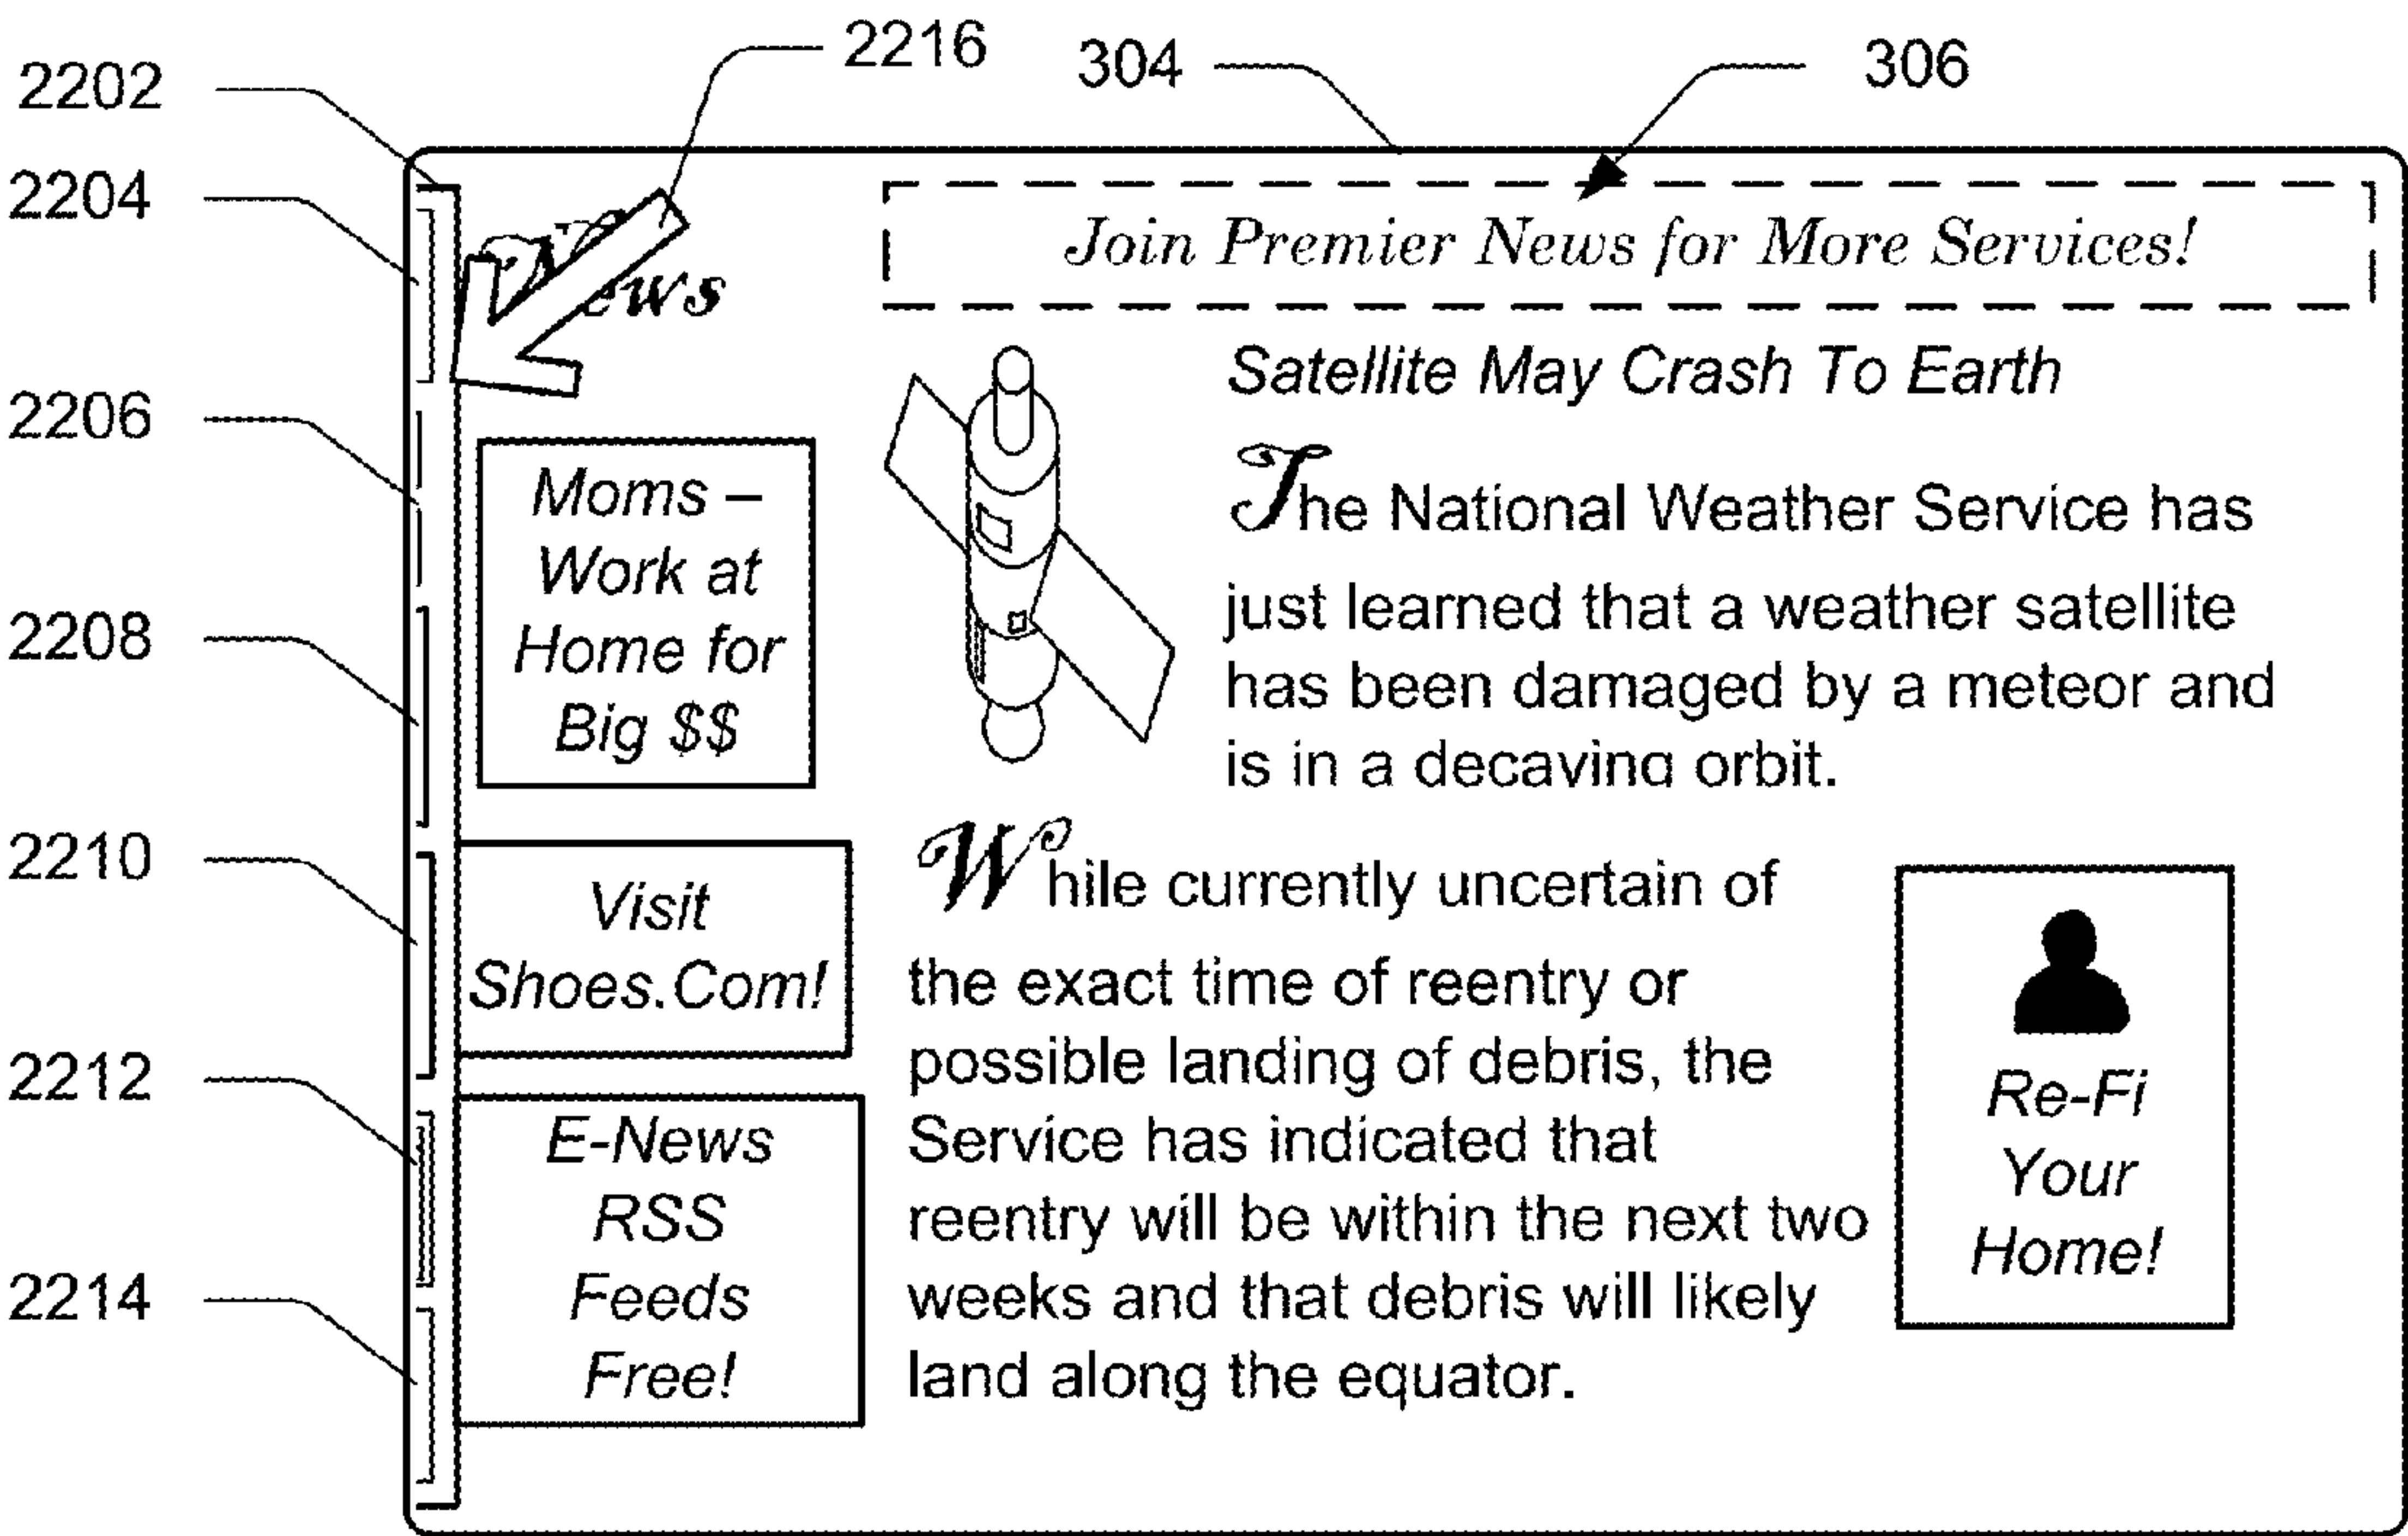 2216
304
306
2202
2204
2206
2208
2210
2212
2214
News
Join Premier News for More Services!
Satellite May Crash To Earth
Moms –
Work at
Home for
Big $$
The National Weather Service has
just learned that a weather satellite
has been damaged by a meteor and
is in a decaying orbit.
Visit
Shoes.Com!
E-News
RSS
Feeds
Free!
While currently uncertain of
the exact time of reentry or
possible landing of debris, the
Service has indicated that
reentry will be within the next two
weeks and that debris will likely
land along the equator.
Re-Fi
Your
Home!